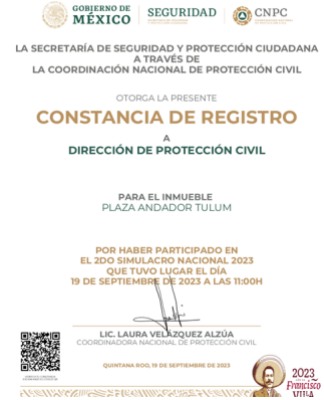 GOBIERNO DE
MÉXICO
SEGURIDAD
CNPC
LA SECRETARÍA DE SEGURIDAD Y PROTECCIÓN CIUDADANA
A TRAVÉS DE
LA COORDINACIÓN NACIONAL DE PROTECCIÓN CIVIL
OTORGA LA PRESENTE
CONSTANCIA DE REGISTRO
A
DIRECCIÓN DE PROTECCIÓN CIVIL
PARA EL INMUEBLE
PLAZA ANDADOR TULUM
POR HABER PARTICIPADO EN
EL 2DO SIMULACRO NACIONAL 2023
QUE TUVO LUGAR EL DÍA
19 DE SEPTIEMBRE DE 2023 A LAS 11:00H
LIC. LAURA VELÁZQUEZ ALZÚA
COORDINADORA NACIONAL DE PROTECCIÓN CIVIL
QUINTANA ROO, 19 DE SEPTIEMBRE DE 2023
2023
Francisco
VILLA